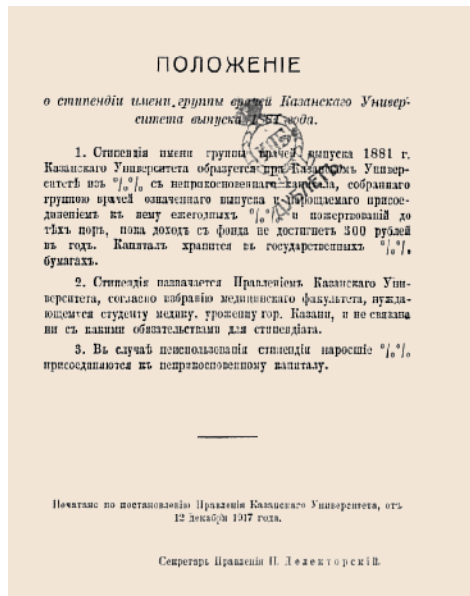 ПОЛОЖЕНІЕ
о стипендіи имени группы врачей Казанскаго Универ-
ситета выпуска 1881 года.
1. Стипендія имени группы врачей выпуска 1881 г.
Казанскаго Университета образуется при Казанскомъ Универ-
ситетѣ изъ %% съ неприкосновеннаго капитала, собраннаго
группою врачей означеннаго выпуска и нарощаемаго присое-
диненіемъ къ нему ежегодныхъ %% и пожертвованій до
тѣхъ поръ, пока доходъ съ фонда не достигнетъ 300 рублей
въ годъ. Капиталъ хранится въ государственныхъ %%
бумагахъ.
2. Стипендія назначается Правленіемъ Казанскаго Уни-
верситета, согласно избранію медицинскаго факультета, нужда-
ющемуся студенту медику, уроженцу гор. Казани, и не связана
ни съ какими обязательствами для стипендіата.
3. Въ случаѣ неиспользованія стипендіи наросшіе %%
присоединяются къ неприкосновенному капиталу.
Печатано по постановленію Правленія Казанскаго Университета, отъ
12 декабря 1917 года.
Секретарь Правленія П. Делекторскій.
ДУБЛЕТ